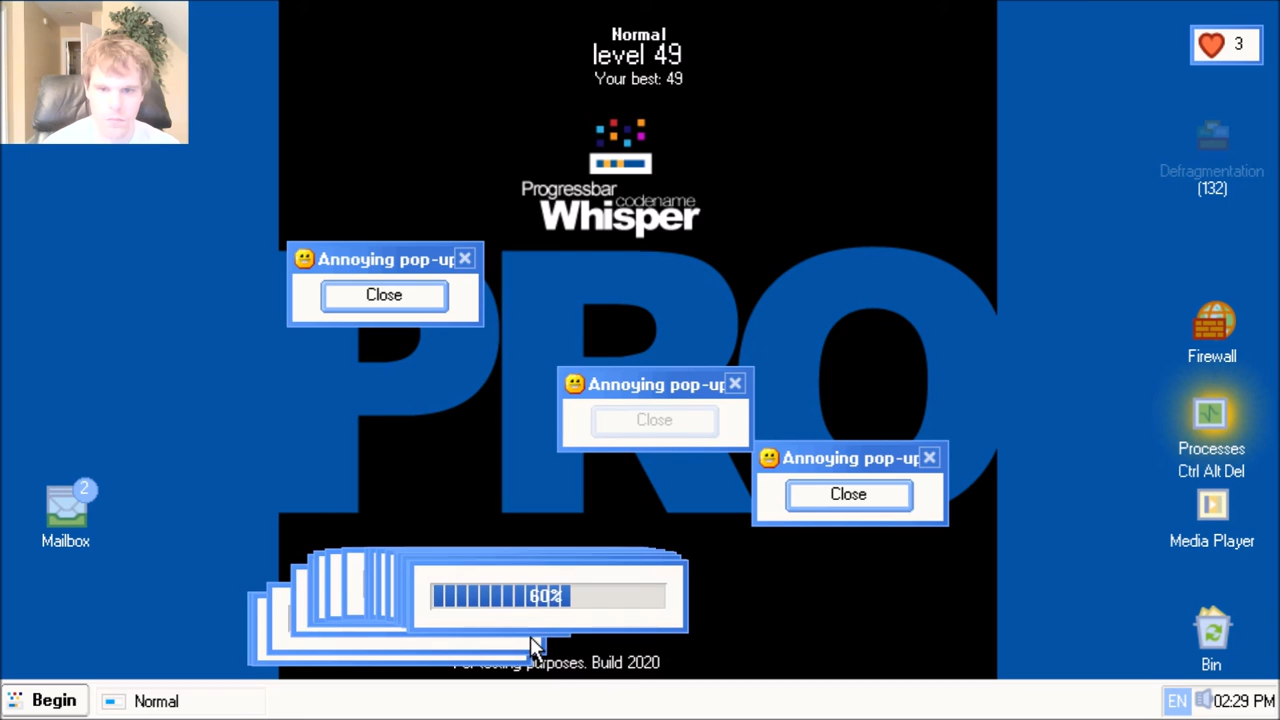 Normal
level 49
Your best: 49
3
Defragmentation
(132)
Progressbar
codename
Whisper
Annoying pop-up
Close
PRO
Annoying pop-up
Close
Annoying pop-up
Close
Firewall
Processes
Ctrl Alt Del
Mailbox
2
Media Player
60%
purposes. Build 2020
Bin
Begin
Normal
EN
02:29 PM